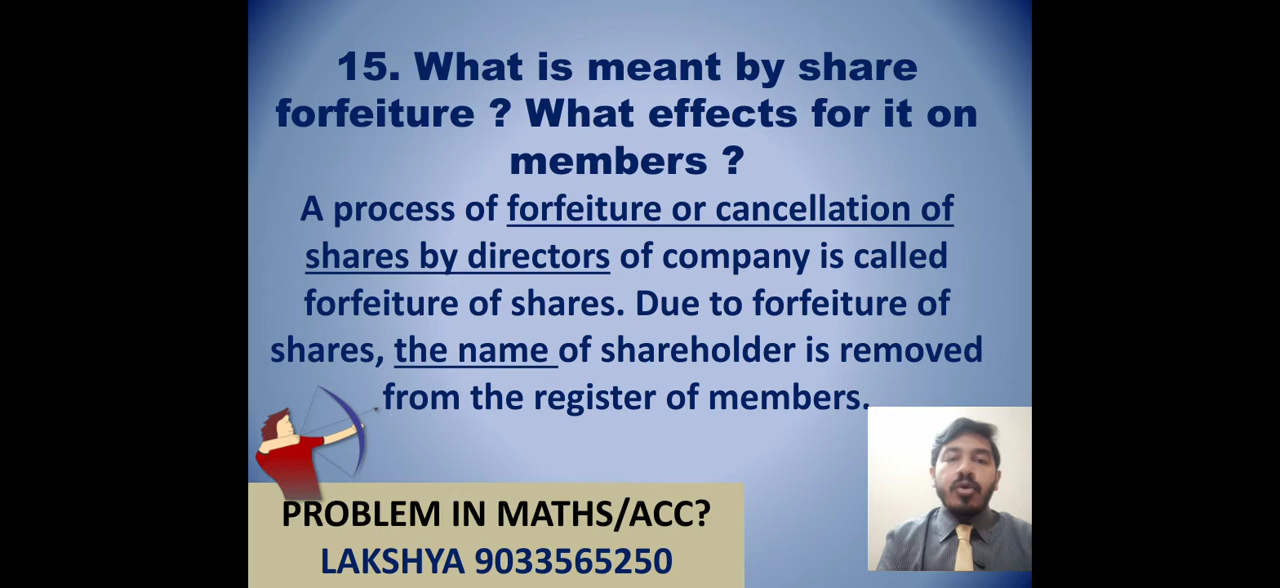 15. What is meant by share
forfeiture ? What effects for it on
members ?
A process of forfeiture or cancellation of
shares by directors of company is called
forfeiture of shares. Due to forfeiture of
shares, the name of shareholder is removed
from the register of members.
PROBLEM IN MATHS/ACC?
LAKSHYA 9033565250